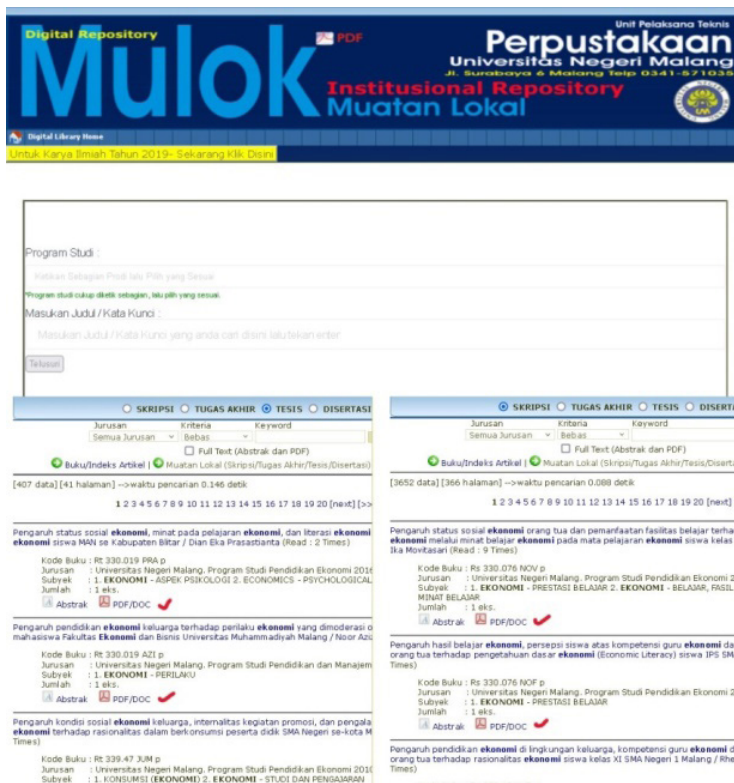 Digital Repository
Mulok
PDF
Institusional Repository
Muatan Lokal
Unit Pelaksana Teknis
Perpustakaan
Universitas Negeri Malang
Jl. Surabaya 6 Malang Telp 0341-571035
Digital Library Home
Untuk Karya Ilmiah Tahun 2019- Sekarang Klik Disini
Program Studi :
Ketikan Sebagian Prodi lalu Pilih yang Sesuai
*Program studi cukup diketik sebagian, lalu pilih yang sesuai.
Masukan Judul / Kata Kunci :
Masukan Judul / Kata Kunci yang anda cari disini lalu tekan enter
Telusuri
SKRIPSI TUGAS AKHIR TESIS DISERTASI
Jurusan Kriteria Keyword
Semua Jurusan Bebas
Full Text (Abstrak dan PDF)
Buku/Indeks Artikel | Muatan Lokal (Skripsi/Tugas Akhir/Tesis/Disertasi)
[407 data] [41 halaman] -->waktu pencarian 0.146 detik
1 2 3 4 5 6 7 8 9 10 11 12 13 14 15 16 17 18 19 20 [next] [>>
Pengaruh status sosial ekonomi, minat pada pelajaran ekonomi, dan literasi ekonomi
ekonomi siswa MAN se Kabupaten Blitar / Dian Eka Prasastianta (Read : 2 Times)
Kode Buku : Rt 330.019 PRA p
Jurusan : Universitas Negeri Malang. Program Studi Pendidikan Ekonomi 2016
Subyek : 1. EKONOMI - ASPEK PSIKOLOGI 2. ECONOMICS - PSYCHOLOGICAL
Jumlah : 1 eks.
Abstrak PDF/DOC
Pengaruh pendidikan ekonomi keluarga terhadap perilaku ekonomi yang dimoderasi o
mahasiswa Fakultas Ekonomi dan Bisnis Universitas Muhammadiyah Malang / Noor Aziz
Kode Buku : Rt 330.019 AZI p
Jurusan : Universitas Negeri Malang. Program Studi Pendidikan dan Manajem
Subyek : 1. EKONOMI - PERILAKU
Jumlah : 1 eks.
Abstrak PDF/DOC
Pengaruh kondisi sosial ekonomi keluarga, internalitas kegiatan promosi, dan pengala
ekonomi terhadap rasionalitas dalam berkonsumsi peserta didik SMA Negeri se-kota M
Times)
Kode Buku : Rt 339.47 JUM p
Jurusan : Universitas Negeri Malang. Program Studi Pendidikan Ekonomi 2010
Subyek : 1. KONSUMSI (EKONOMI) 2. EKONOMI - STUDI DAN PENGAJARAN
SKRIPSI TUGAS AKHIR TESIS DISERTA
Jurusan Kriteria Keyword
Semua Jurusan Bebas
Full Text (Abstrak dan PDF)
Buku/Indeks Artikel | Muatan Lokal (Skripsi/Tugas Akhir/Tesis/Diserta
[3652 data] [366 halaman] -->waktu pencarian 0.088 detik
1 2 3 4 5 6 7 8 9 10 11 12 13 14 15 16 17 18 19 20 [next]
Pengaruh status sosial ekonomi orang tua dan pemanfaatan fasilitas belajar terha
ekonomi melalui minat belajar ekonomi pada mata pelajaran ekonomi siswa kelas
Ika Movitasari (Read : 9 Times)
Kode Buku : Rs 330.076 NOV p
Jurusan : Universitas Negeri Malang. Program Studi Pendidikan Ekonomi 2
Subyek : 1. EKONOMI - PRESTASI BELAJAR 2. EKONOMI - BELAJAR, FASIL
MINAT BELAJAR
Jumlah : 1 eks.
Abstrak PDF/DOC
Pengaruh hasil belajar ekonomi, persepsi siswa atas kompetensi guru ekonomi da
orang tua terhadap pengetahuan dasar ekonomi (Economic Literacy) siswa IPS SMA
Times)
Kode Buku : Rs 330.076 NOF p
Jurusan : Universitas Negeri Malang. Program Studi Pendidikan Ekonomi 2
Subyek : 1. EKONOMI - PRESTASI BELAJAR
Jumlah : 1 eks.
Abstrak PDF/DOC
Pengaruh pendidikan ekonomi di lingkungan keluarga, kompetensi guru ekonomi d
orang tua terhadap rasionalitas ekonomi siswa kelas XI SMA Negeri 1 Malang / Rhe
Times)